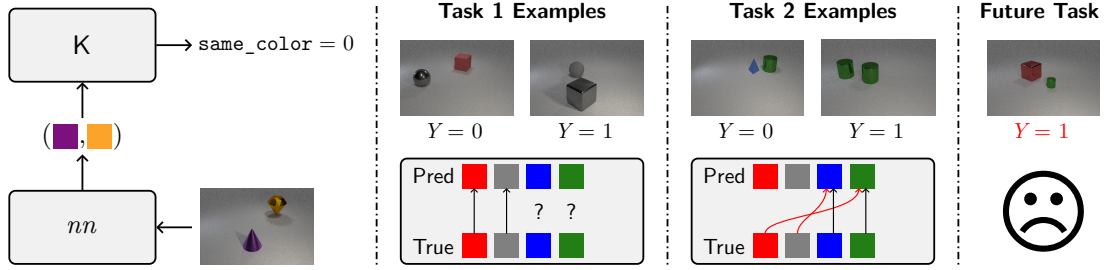 K
same_color = 0
( , )
nn
Task 1 Examples
Y = 0
Y = 1
Pred
? ?
True
Task 2 Examples
Y = 0
Y = 1
Pred
True
Future Task
Y = 1